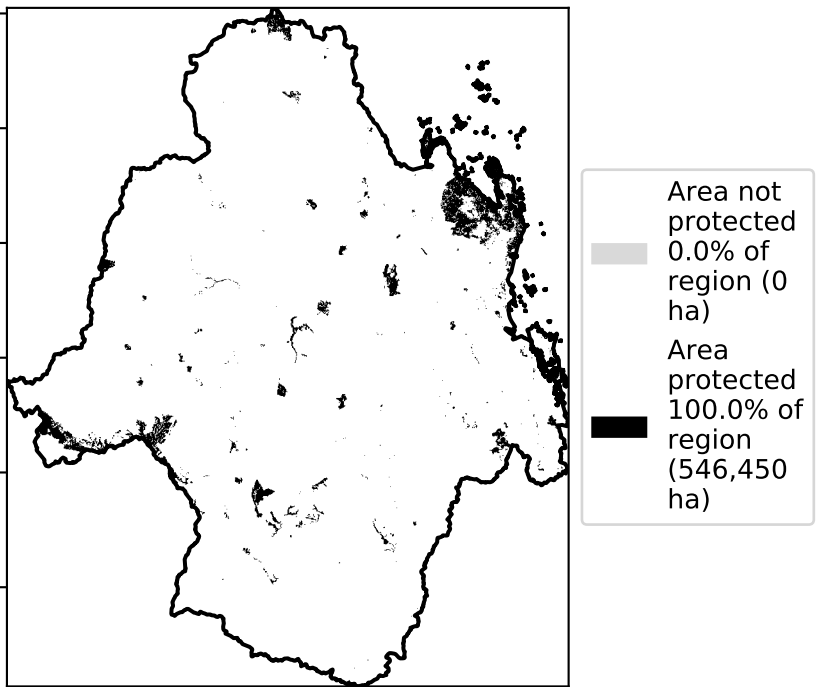 Area not
protected
0.0% of
region (0
ha)
Area
protected
100.0% of
region
(546,450
ha)